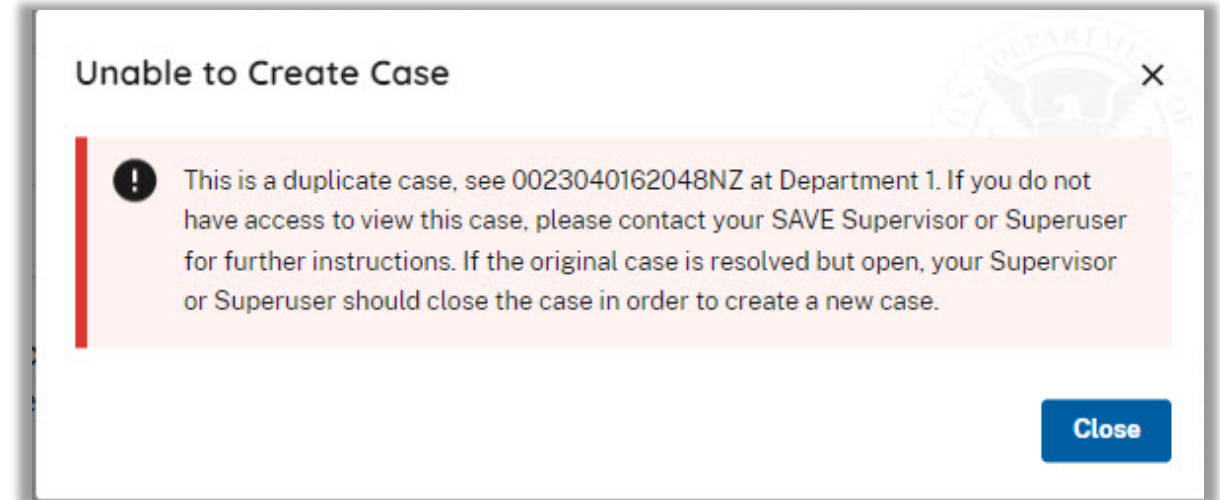 Unable to Create Case
This is a duplicate case, see 0023040162048NZ at Department 1. If you do not
have access to view this case, please contact your SAVE Supervisor or Superuser
for further instructions. If the original case is resolved but open, your Supervisor
or Superuser should close the case in order to create a new case.
Close